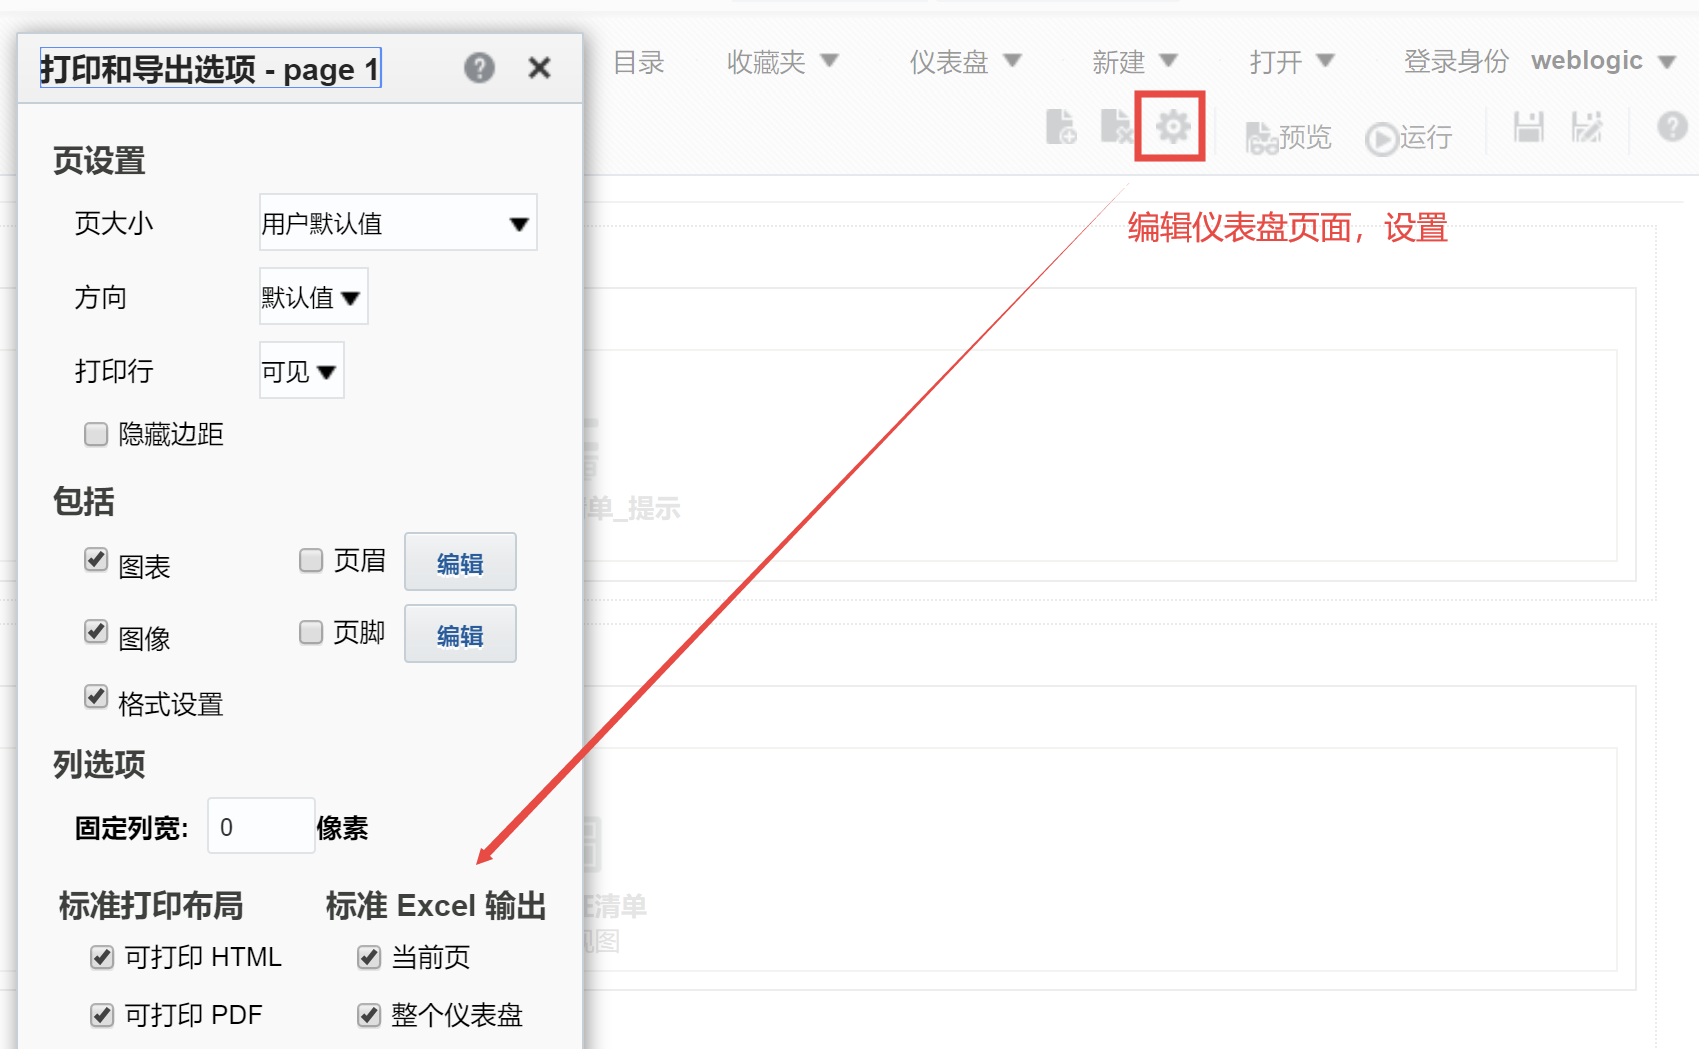 打印和导出选项 - page 1
目录
收藏夹
仪表盘
新建
打开
登录身份 weblogic
预览
运行
编辑仪表盘页面，设置
页设置
页大小
用户默认值
方向
默认值
打印行
可见
隐藏边距
包括
图表
页眉
编辑
图像
页脚
编辑
格式设置
列选项
固定列宽: 0 像素
标准打印布局
标准 Excel 输出
可打印 HTML
当前页
可打印 PDF
整个仪表盘
单_提示
清单
图